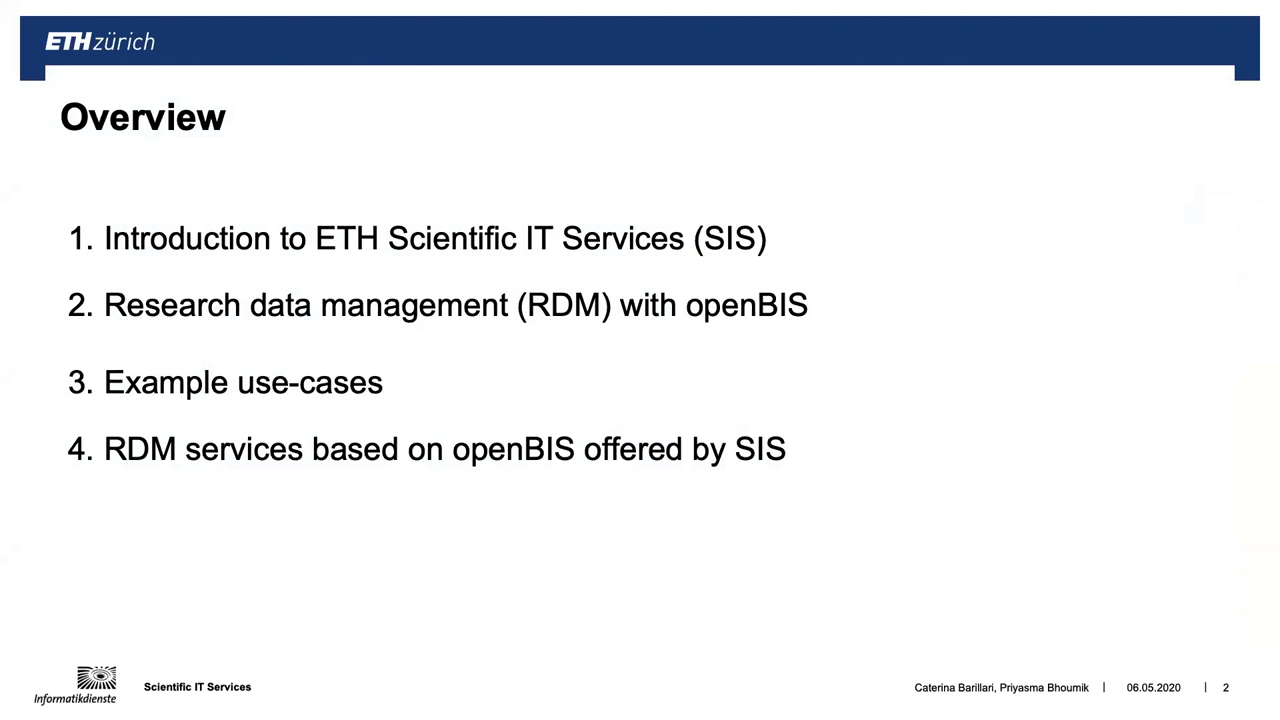 ETH zürich
Overview
1. Introduction to ETH Scientific IT Services (SIS)
2. Research data management (RDM) with openBIS
3. Example use-cases
4. RDM services based on openBIS offered by SIS
Informatikdienste
Scientific IT Services
Caterina Barillari, Priyasma Bhoumik | 06.05.2020 | 2